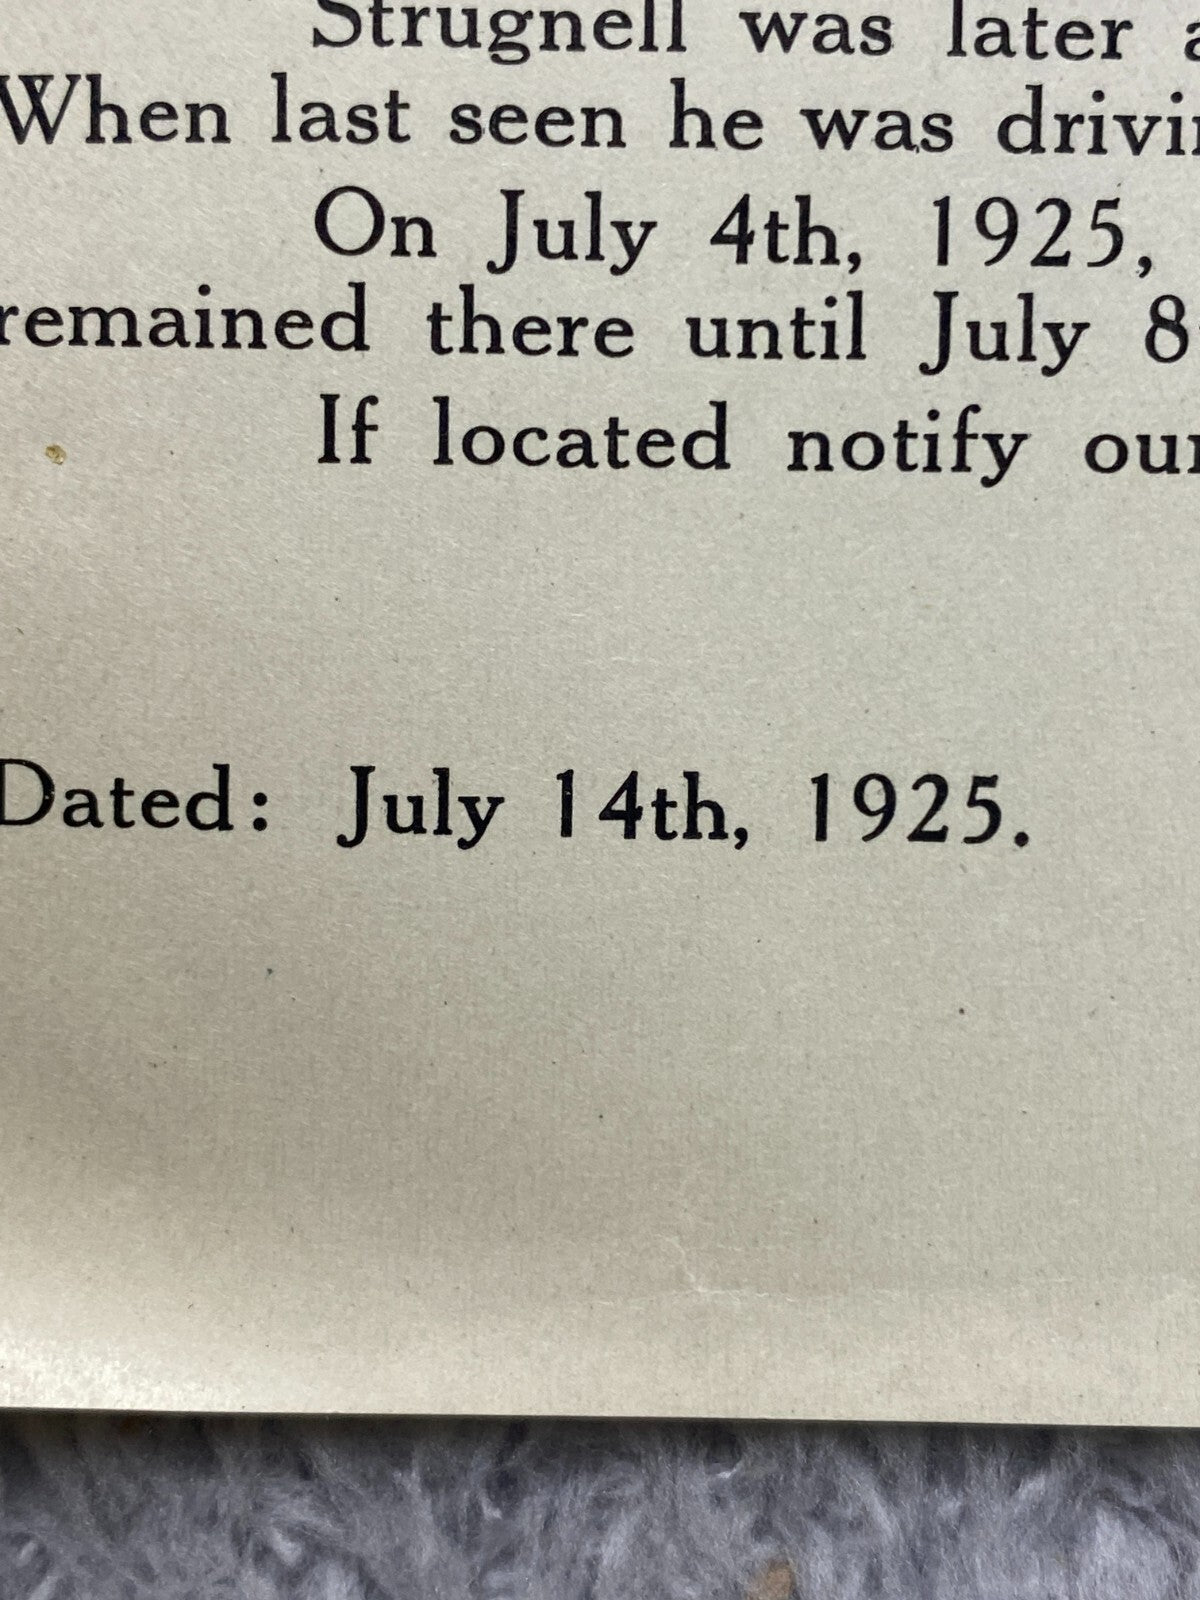 Strugnell was later
When last seen he was
On July 4th, 1925,
remained there until July 8
If located notify
Dated: July 14th, 1925.